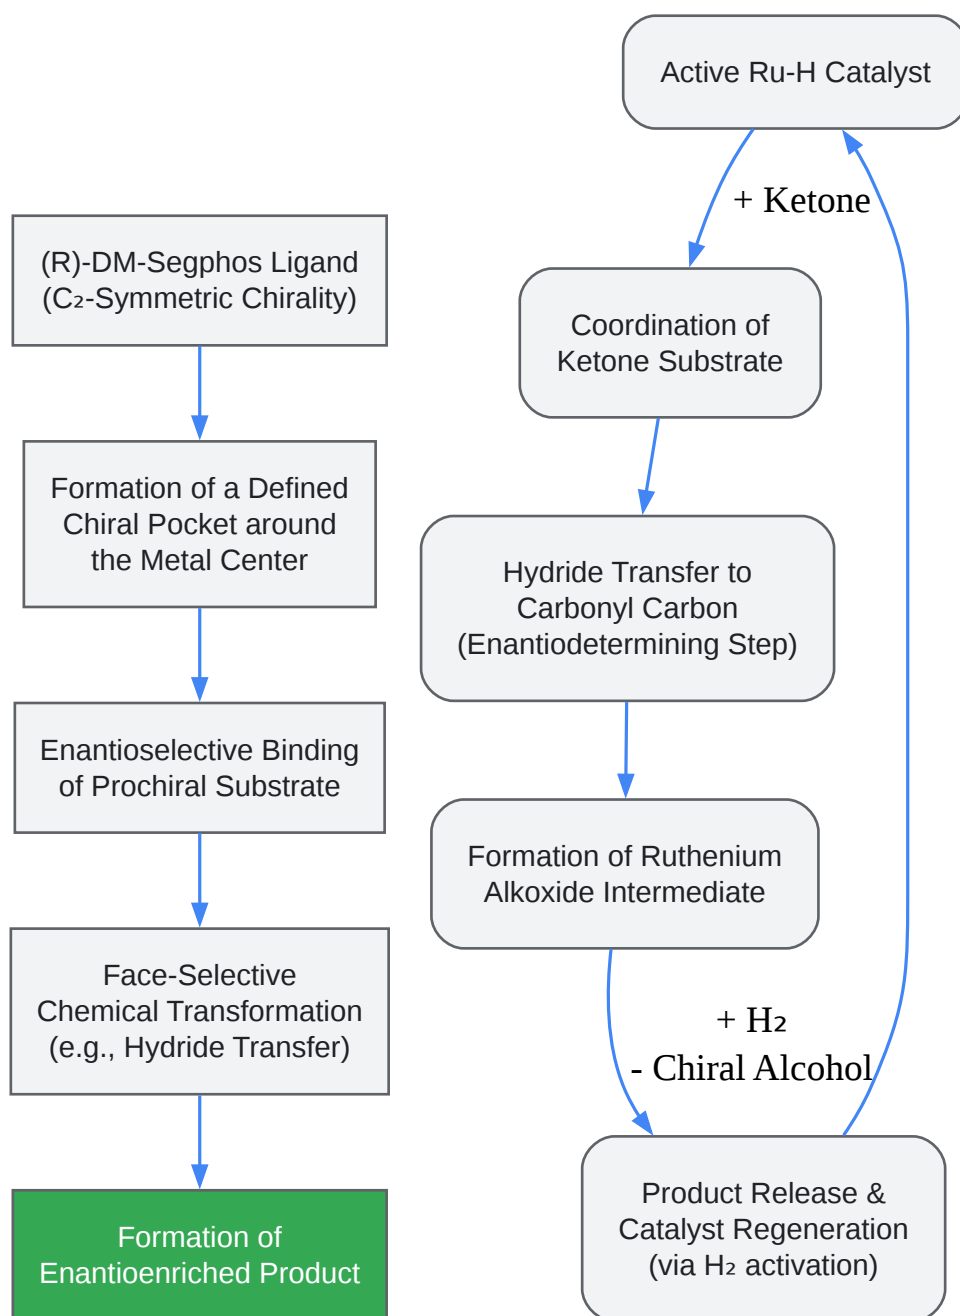 (R)-DM-Segphos Ligand
(C₂-Symmetric Chirality)
Formation of a Defined
Chiral Pocket around
the Metal Center
Enantioselective Binding
of Prochiral Substrate
Face-Selective
Chemical Transformation
(e.g., Hydride Transfer)
Formation of
Enantioenriched Product
Active Ru-H Catalyst
+ Ketone
Coordination of
Ketone Substrate
Hydride Transfer to
Carbonyl Carbon
(Enantiodetermining Step)
Formation of Ruthenium
Alkoxide Intermediate
+ H₂
- Chiral Alcohol
Product Release &
Catalyst Regeneration
(via H₂ activation)